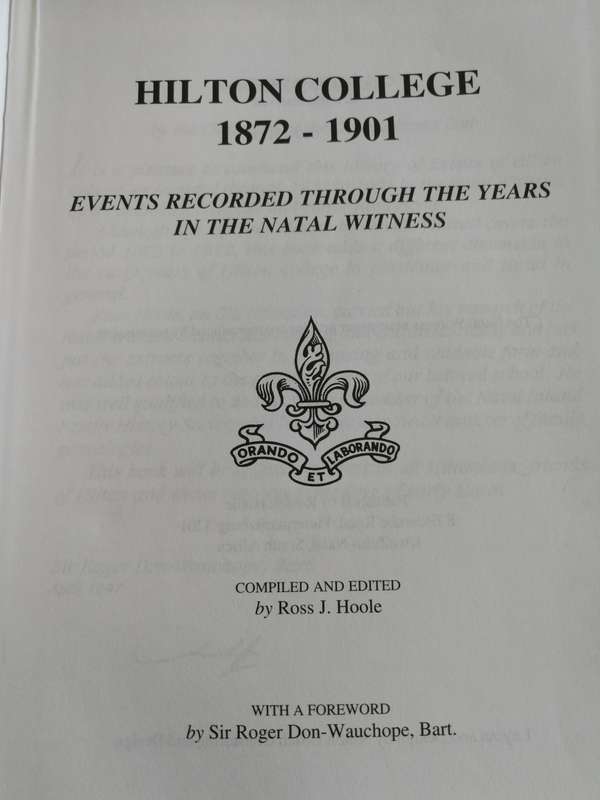 HILTON COLLEGE
1872 - 1901
EVENTS RECORDED THROUGH THE YEARS
IN THE NATAL WITNESS
ORANDO
ET
LABORANDO
COMPILED AND EDITED
by Ross J. Hoole
WITH A FOREWORD
by Sir Roger Don-Wauchope, Bart.